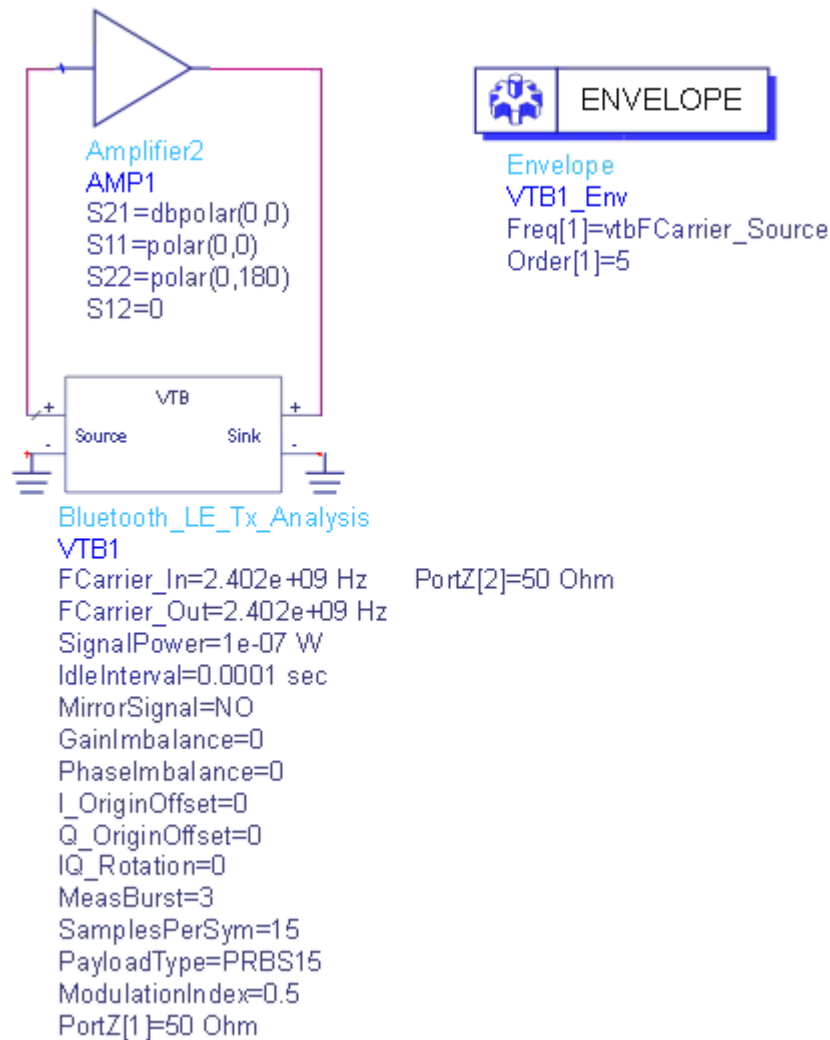 Amplifier2
AMP1
S21=dbpolar(0,0)
S11=polar(0,0)
S22=polar(0,180)
S12=0
ENVELOPE
Envelope
VTB1_Env
Freq[1]=vtbFCarrier_Source
Order[1]=5
VTB
+ +
Source Sink
- -
Bluetooth_LE_Tx_Analysis
VTB1
FCarrier_In=2.402e+09 Hz PortZ[2]=50 Ohm
FCarrier_Out=2.402e+09 Hz
SignalPower=1e-07 W
IdleInterval=0.0001 sec
MirrorSignal=NO
GainImbalance=0
PhaseImbalance=0
I_OriginOffset=0
Q_OriginOffset=0
IQ_Rotation=0
MeasBurst=3
SamplesPerSym=15
PayloadType=PRBS15
ModulationIndex=0.5
PortZ[1]=50 Ohm